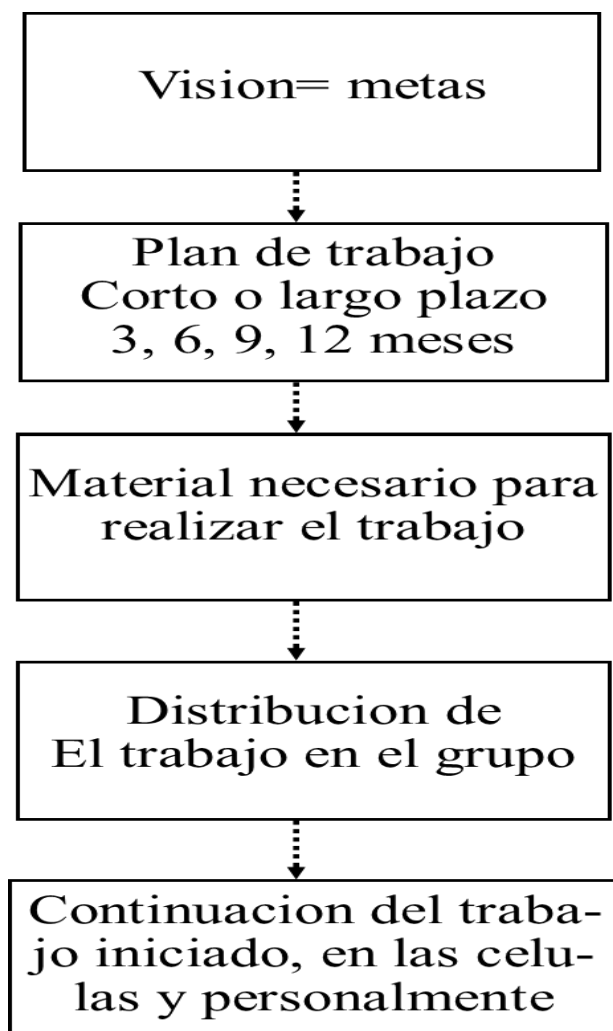 Vision= metas
Plan de trabajo
Corto o largo plazo
3, 6, 9, 12 meses
Material necesario para
realizar el trabajo
Distribucion de
El trabajo en el grupo
Continuacion del traba-
jo iniciado, en las celu-
las y personalmente